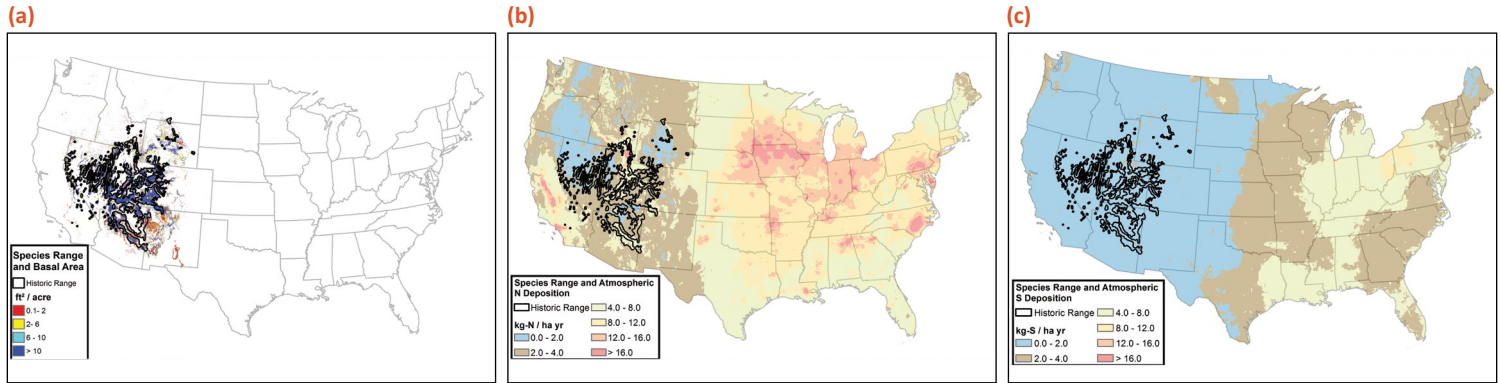 (a)
Species Range
and Basal Area
Historic Range
ft² / acre
0.1- 2
2- 6
6 - 10
> 10
(b)
Species Range and Atmospheric
N Deposition
Historic Range
kg-N / ha yr
0.0 - 2.0
2.0 - 4.0
4.0 - 8.0
8.0 - 12.0
12.0 - 16.0
> 16.0
(c)
Species Range and Atmospheric
S Deposition
Historic Range
kg-S / ha yr
0.0 - 2.0
2.0 - 4.0
4.0 - 8.0
8.0 - 12.0
12.0 - 16.0
> 16.0